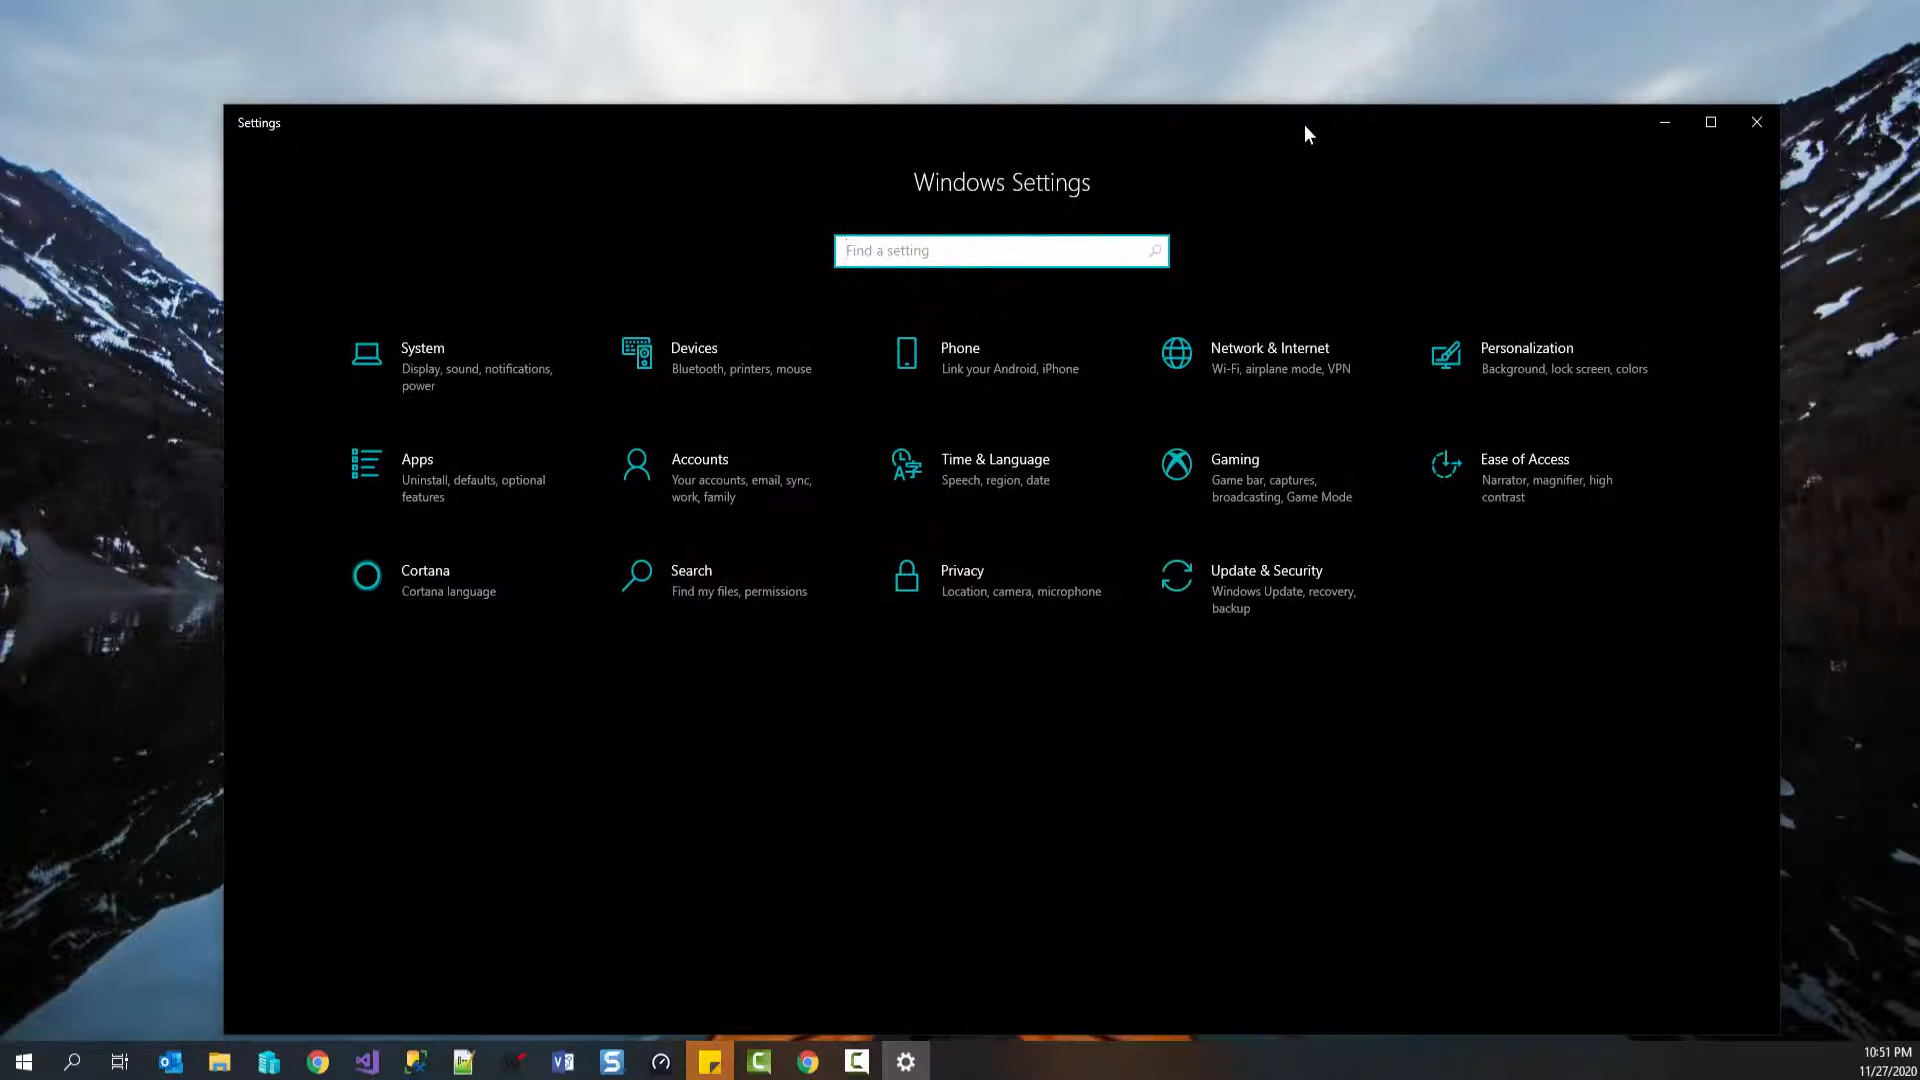 Settings
Windows Settings
Find a setting
System
Display, sound, notifications,
power
Devices
Bluetooth, printers, mouse
Phone
Link your Android, iPhone
Network & Internet
Wi-Fi, airplane mode, VPN
Personalization
Background, lock screen, colors
Apps
Uninstall, defaults, optional
features
Accounts
Your accounts, email, sync,
work, family
Time & Language
Speech, region, date
Gaming
Game bar, captures,
broadcasting, Game Mode
Ease of Access
Narrator, magnifier, high
contrast
Cortana
Cortana language
Search
Find my files, permissions
Privacy
Location, camera, microphone
Update & Security
Windows Update, recovery,
backup
10:51 PM
11/27/2020